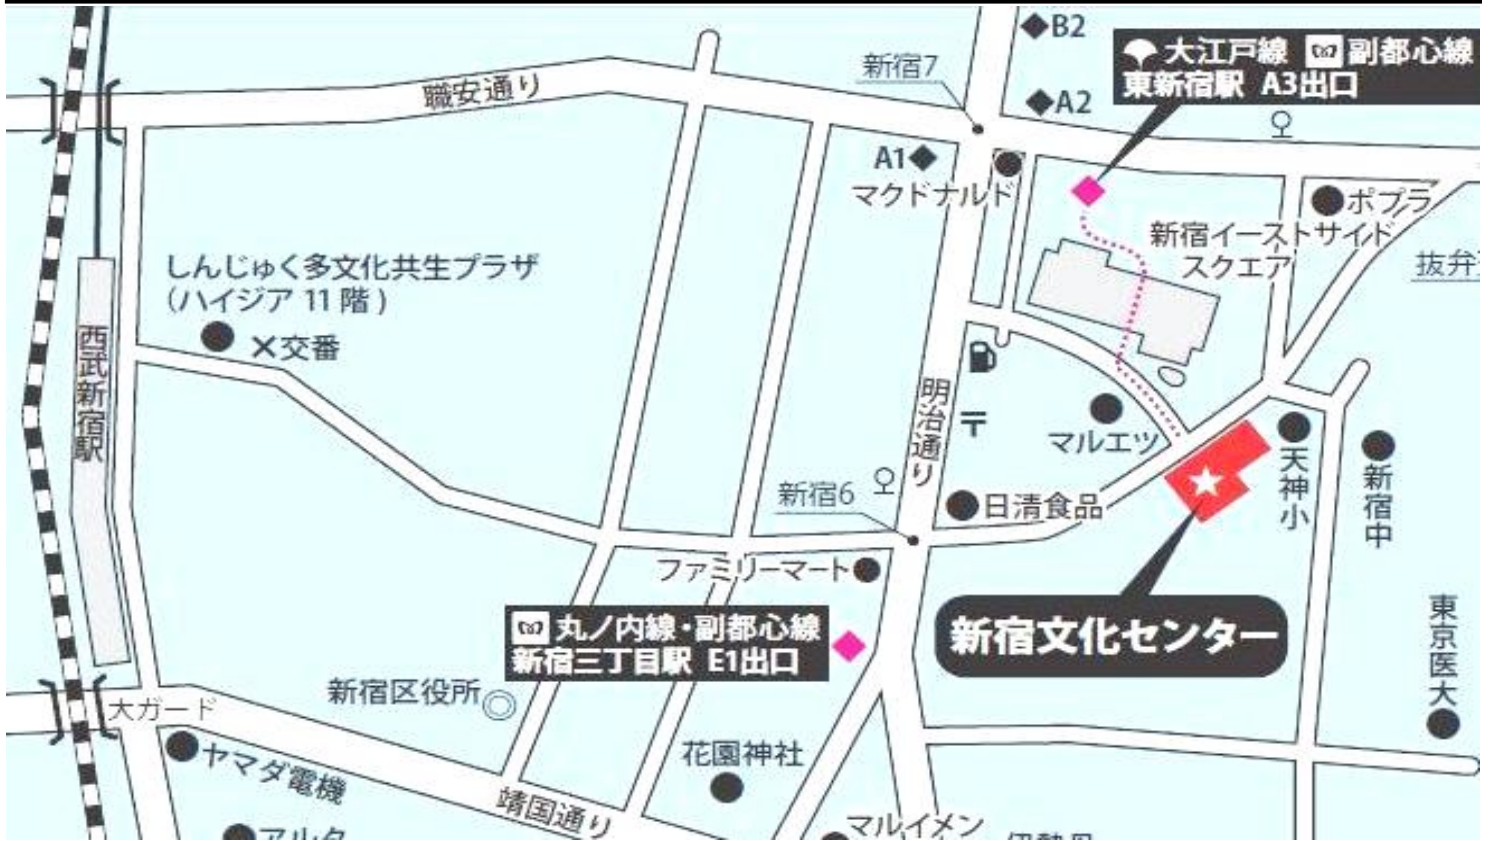 B2
大江戸線 副都心線
東新宿駅 A3出口
新宿7
職安通り
A2
A1
マクドナルド
ポプラ
新宿イーストサイド
スクエア
抜弁
しんじゅく多文化共生プラザ
(ハイジア 11 階 )
交番
西武新宿駅
明治通り
〒
マルエツ
天神小
新宿中
新宿6
日清食品
ファミリーマート
丸ノ内線・副都心線
新宿三丁目駅 E1出口
新宿文化センター
東京医大
新宿区役所
大ガード
ヤマダ電機
花園神社
靖国通り
アルタ
マルイメン
伊勢丹